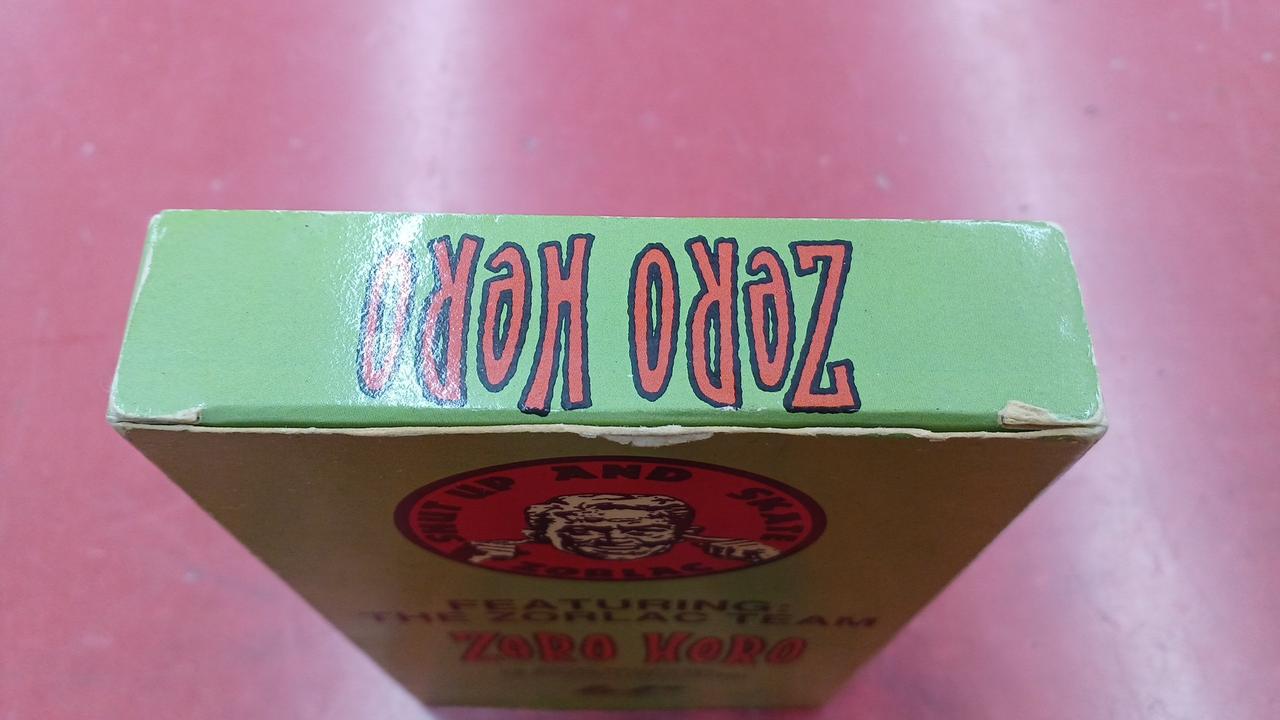 Zero Hero
SHUT UP AND SKATE
ZORLAC
FEATURING:
THE ZORLAC TEAM
Zero Hero